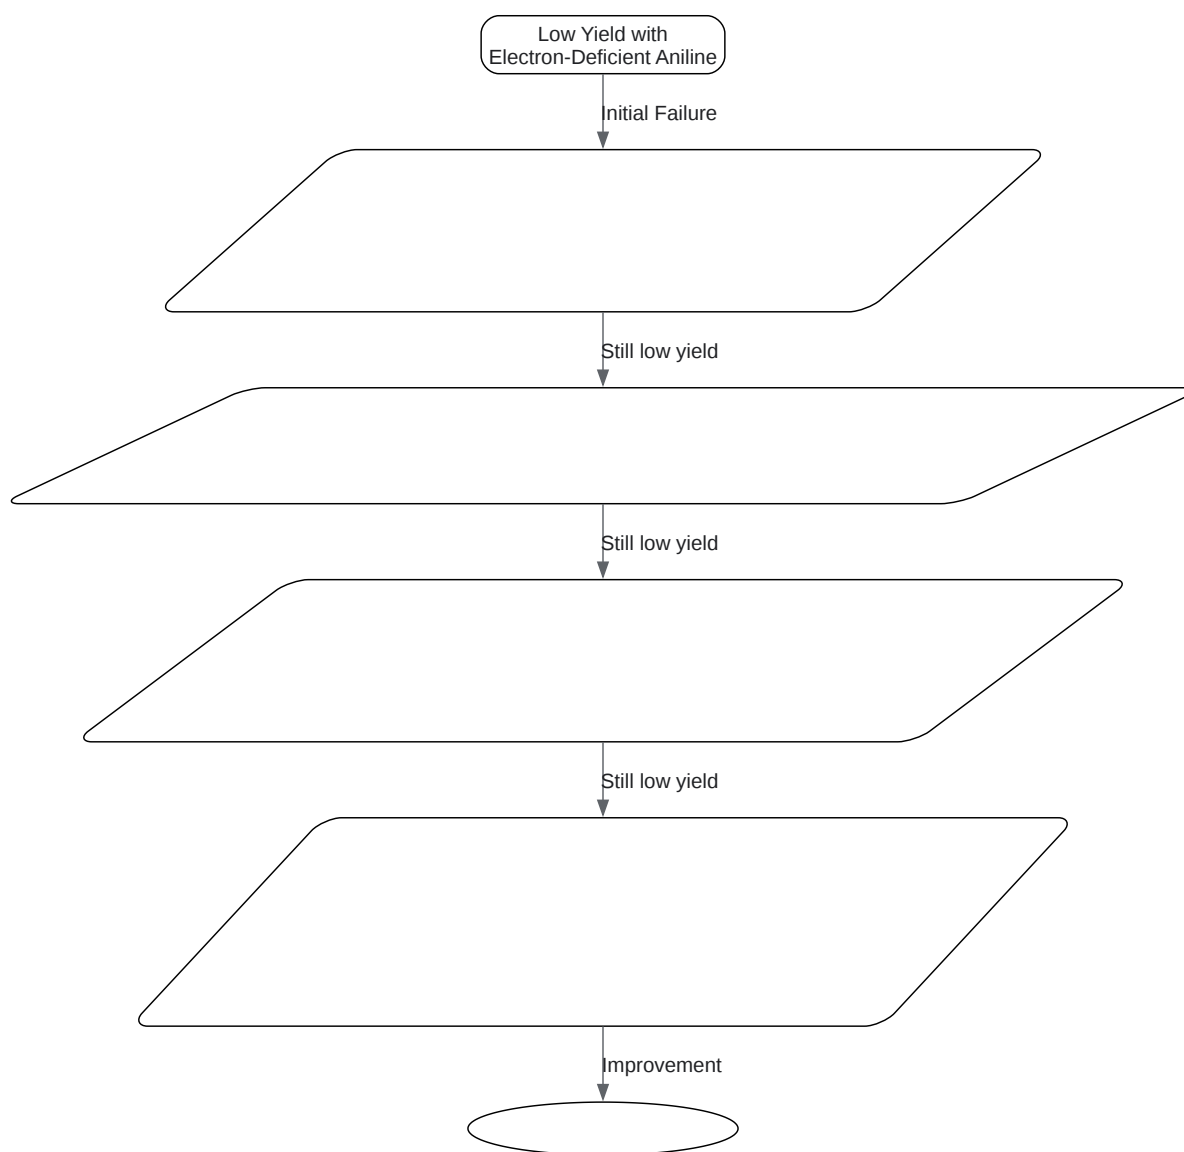 Low Yield with
Electron-Deficient Aniline
Initial Failure
Still low yield
Still low yield
Still low yield
Improvement